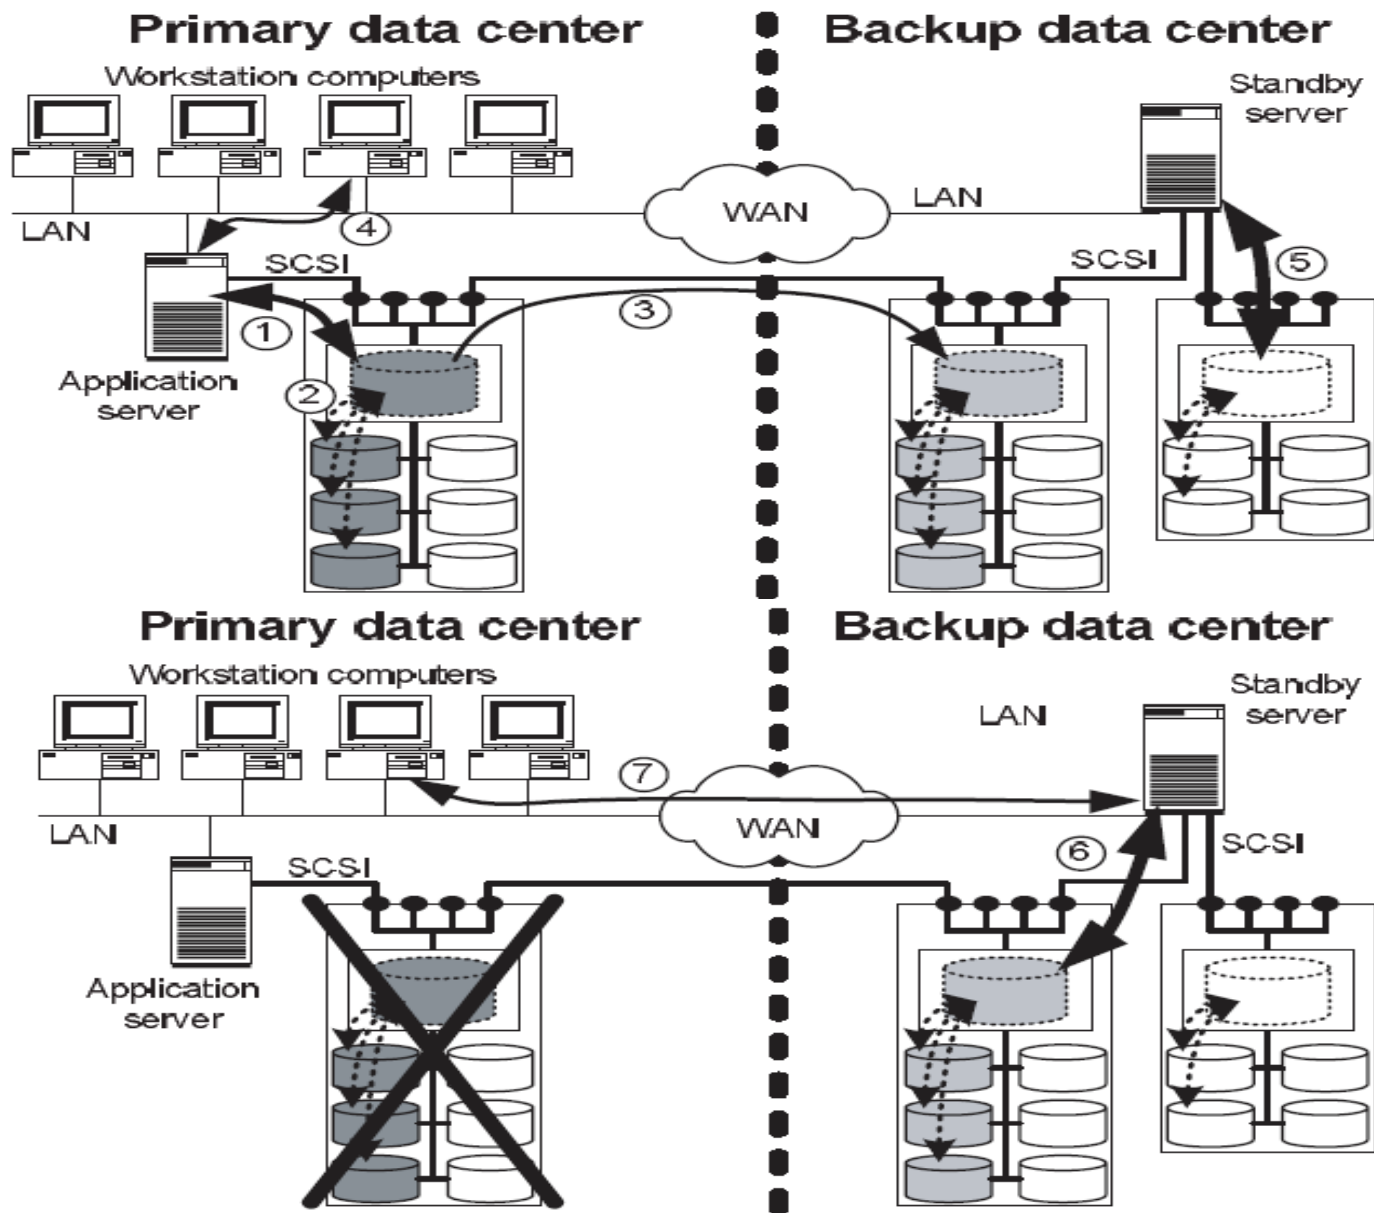 Primary data center
Backup data center
Workstation computers
Standby
server
LAN
WAN
LAN
4
SCSI
SCSI
5
3
1
Application
server
2
Primary data center
Backup data center
Workstation computers
Standby
server
LAN
7
LAN
WAN
6
SCSI
SCSI
Application
server